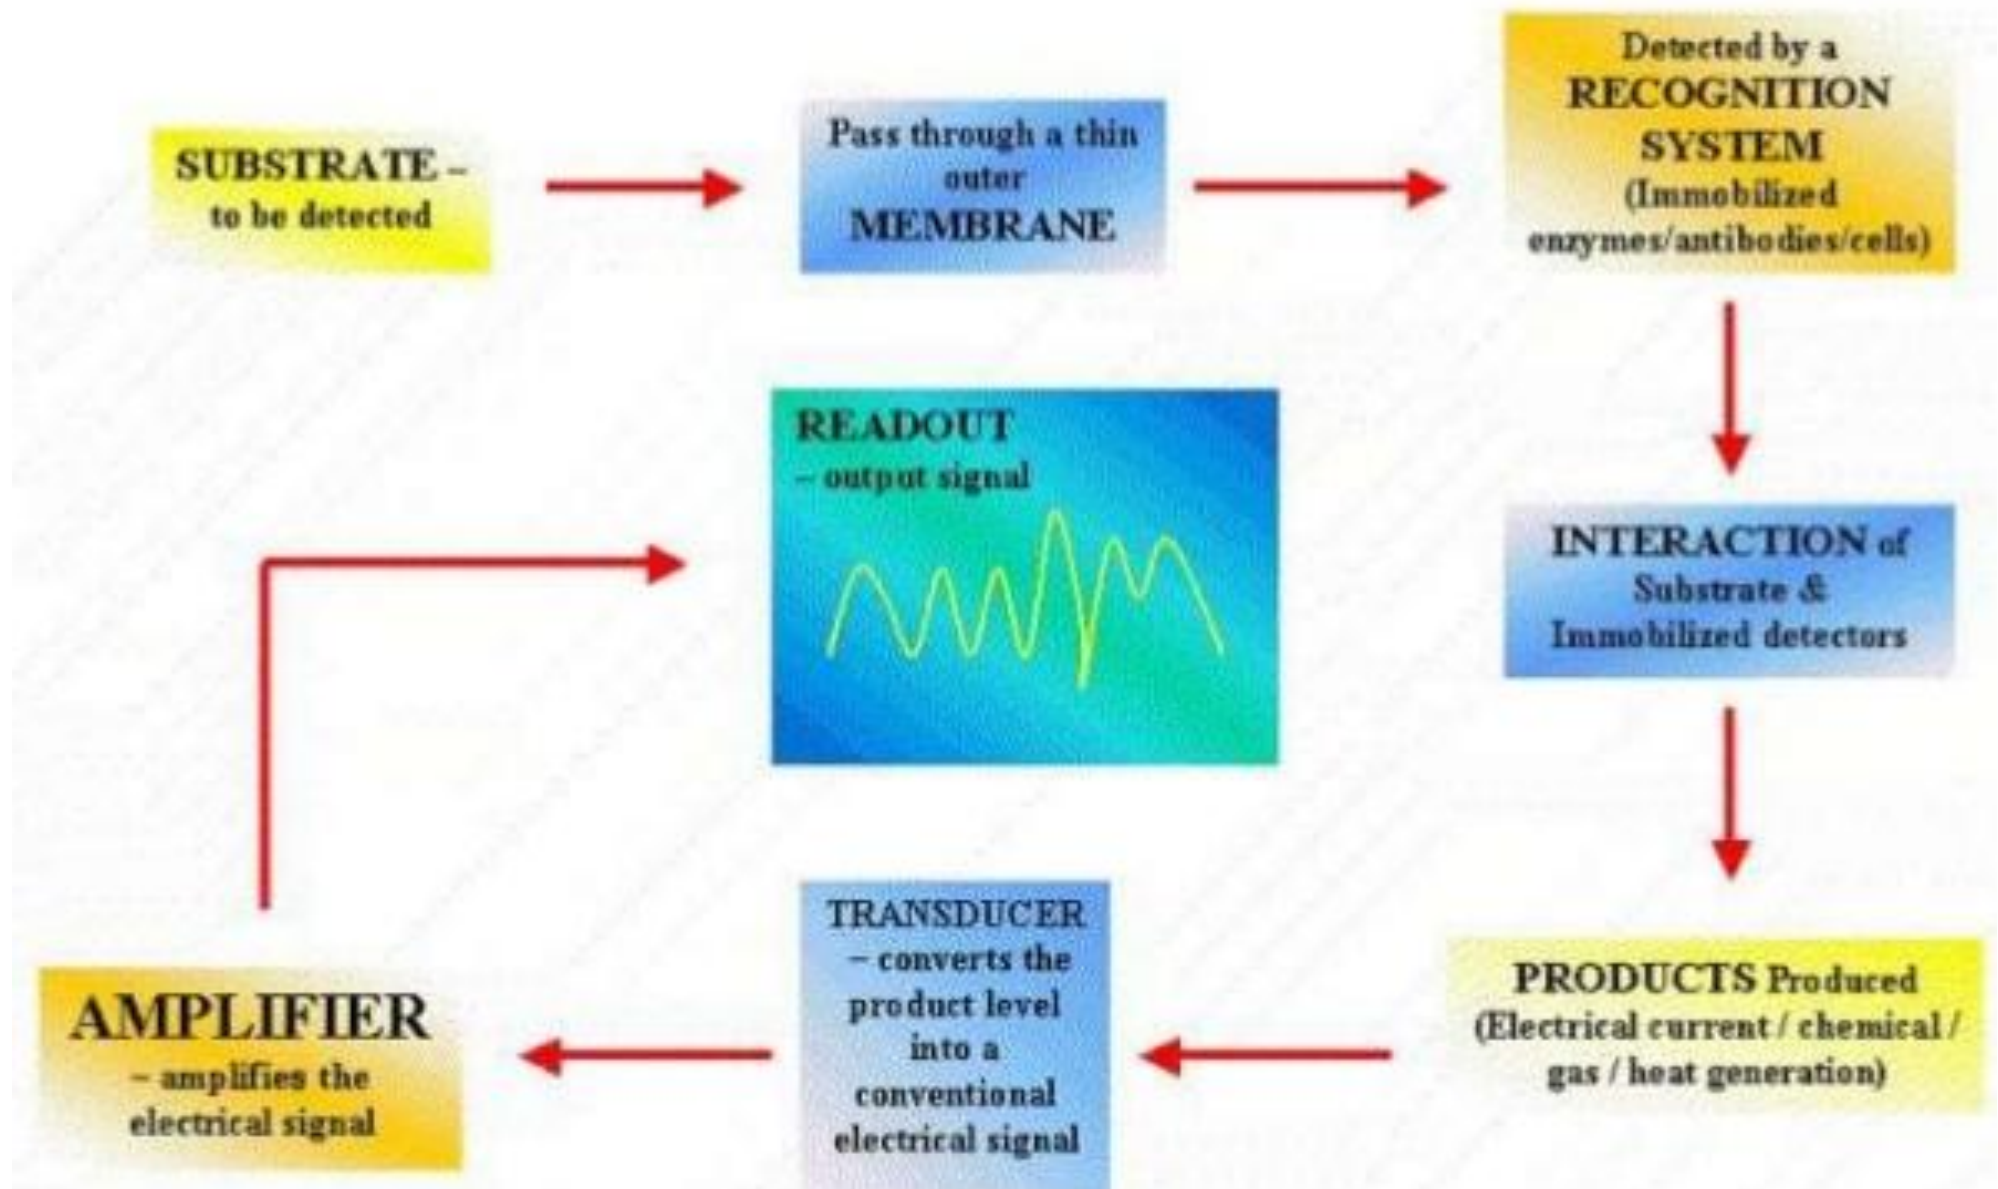 SUBSTRATE –
to be detected
Pass through a thin
outer
MEMBRANE
Detected by a
RECOGNITION
SYSTEM
(Immobilized
enzymes/antibodies/cells)
INTERACTION of
Substrate &
Immobilized detectors
PRODUCTS Produced
(Electrical current / chemical /
gas / heat generation)
TRANSDUCER
– converts the
product level
into a
conventional
electrical signal
AMPLIFIER
– amplifies the
electrical signal
READOUT
– output signal